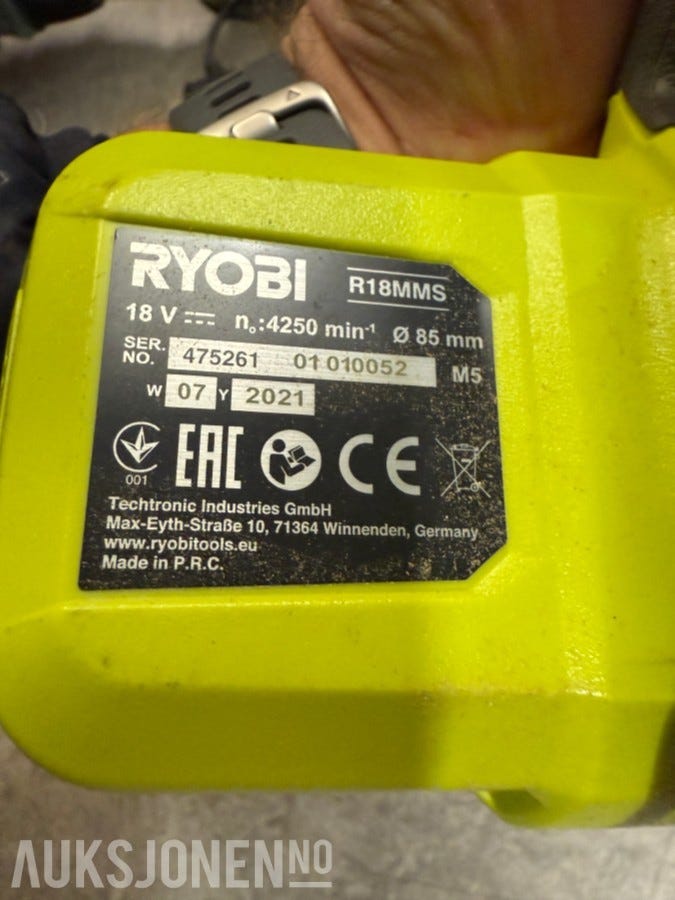 RYOBI R18MMS
18 V n₀:4250 min⁻¹ Ø 85 mm
SER. NO. 475261 01 010052 M5
W 07 Y 2021
001 EAC CE
Techtronic Industries GmbH
Max-Eyth-Straße 10, 71364 Winnenden, Germany
www.ryobitools.eu
Made in P.R.C.
AUKSJONEN NO